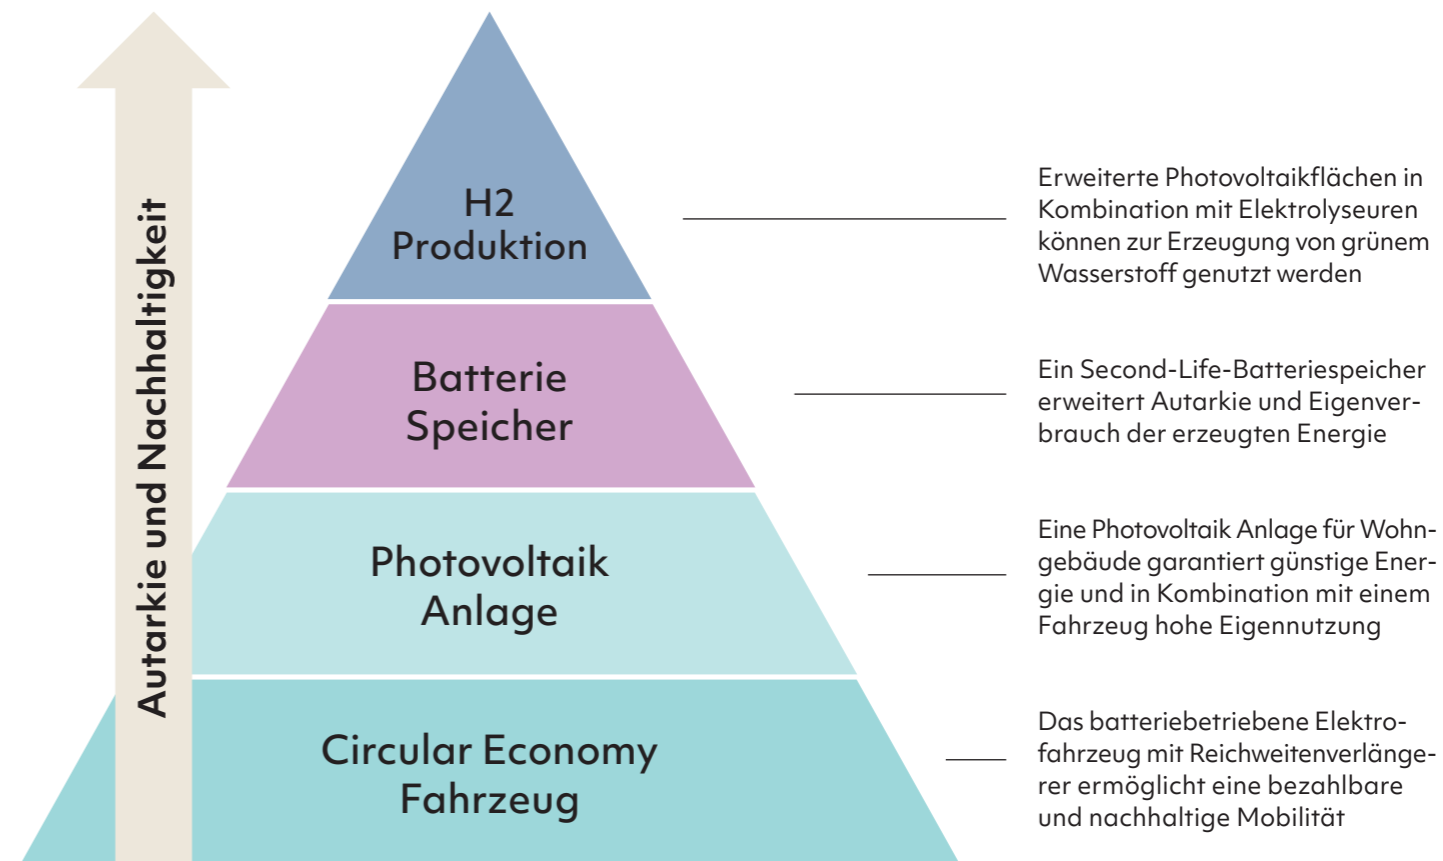 Autarkie und Nachhaltigkeit
H2
Produktion
Erweiterte Photovoltaikflächen in
Kombination mit Elektrolyseuren
können zur Erzeugung von grünem
Wasserstoff genutzt werden
Batterie
Speicher
Ein Second-Life-Batteriespeicher
erweitert Autarkie und Eigenver-
brauch der erzeugten Energie
Photovoltaik
Anlage
Eine Photovoltaik Anlage für Wohn-
gebäude garantiert günstige Ener-
gie und in Kombination mit einem
Fahrzeug hohe Eigennutzung
Circular Economy
Fahrzeug
Das batteriebetriebene Elektro-
fahrzeug mit Reichweitenverlänge-
rer ermöglicht eine bezahlbare
und nachhaltige Mobilität